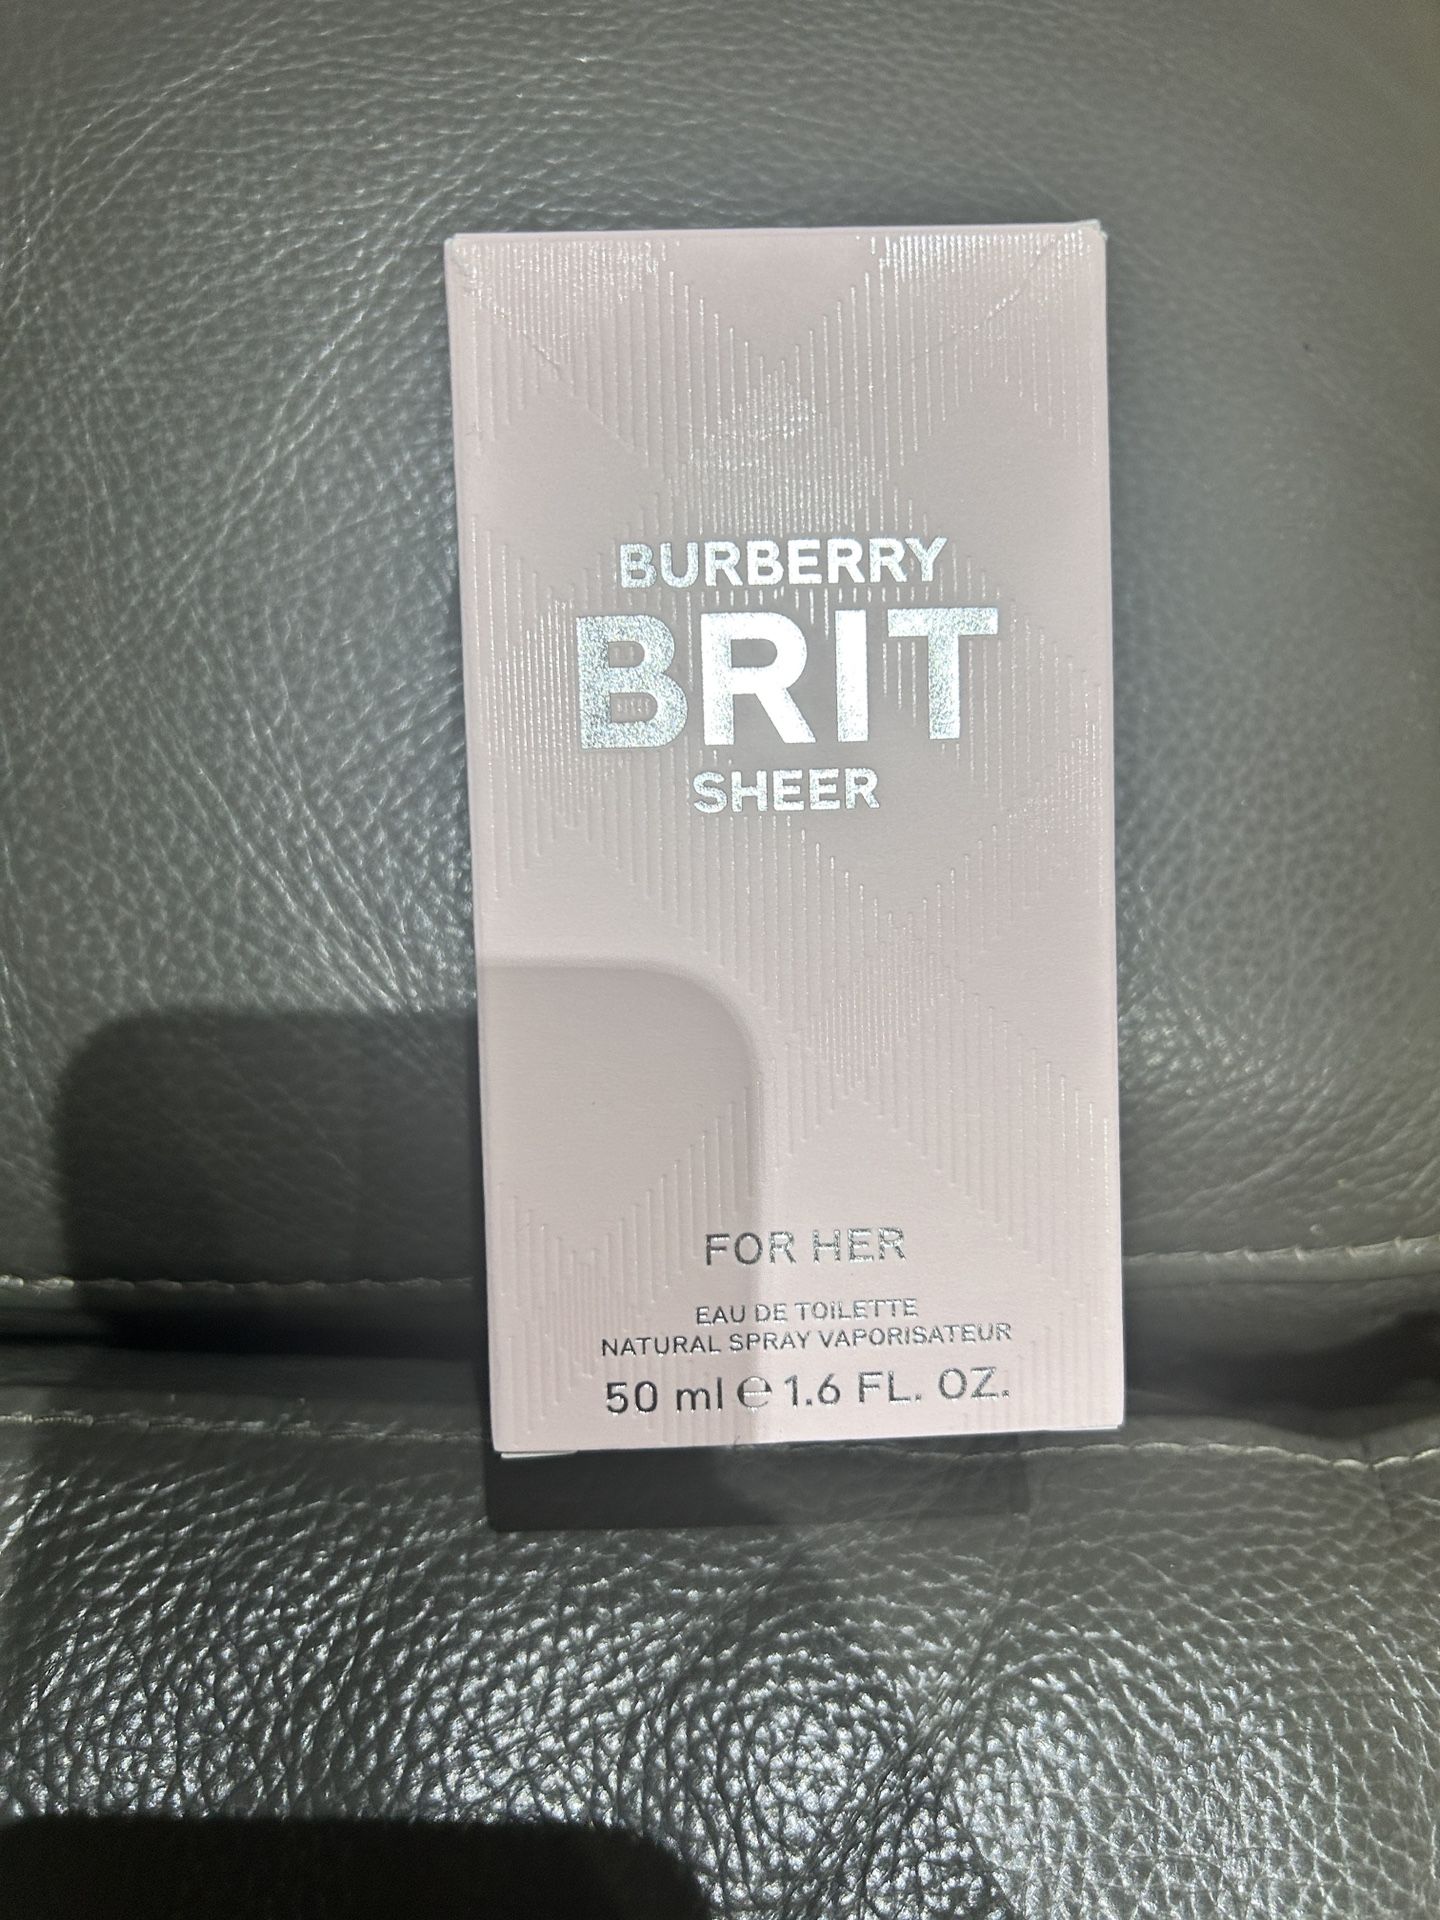 BURBERRY
BRIT
SHEER
FOR HER
EAU DE TOILETTE
NATURAL SPRAY VAPORISATEUR
50 ml ℮ 1.6 FL. OZ.